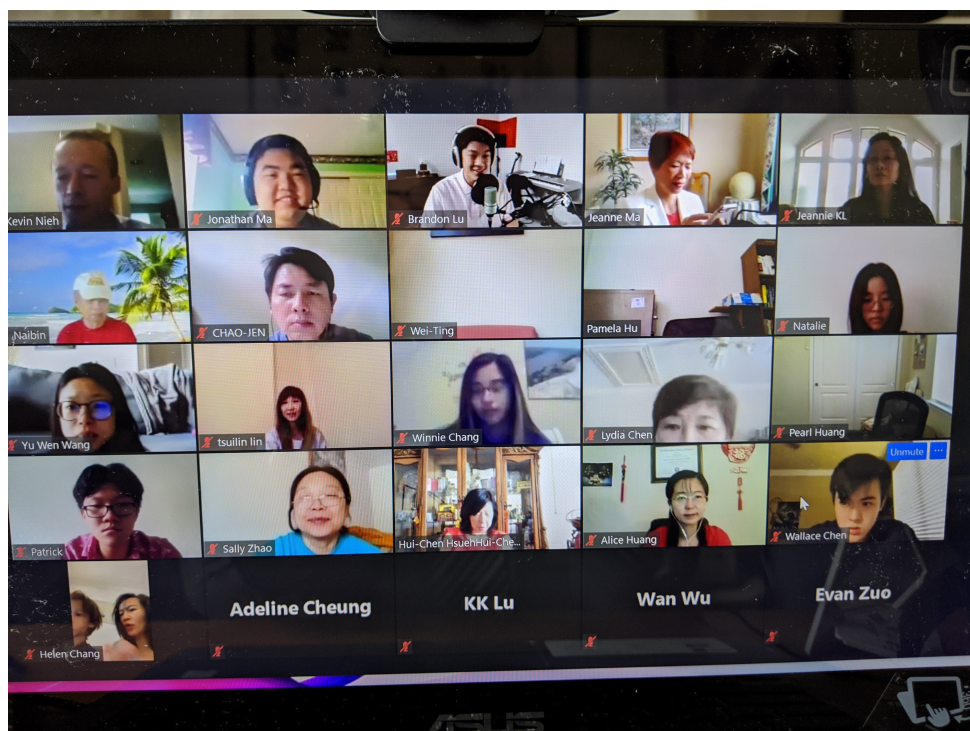 Kevin Nieh
Jonathan Ma
Brandon Lu
Jeanne Ma
Jeannie KL
Naibin
CHAO-JEN
Wei-Ting
Pamela Hu
Natalie
Yu Wen Wang
tsuilin lin
Winnie Chang
Lydia Chen
Pearl Huang
Unmute ...
Patrick
Sally Zhao
Hui-Chen HsuehHui-Che...
Alice Huang
Wallace Chen
Helen Chang
Adeline Cheung
KK Lu
Wan Wu
Evan Zuo
ASUS